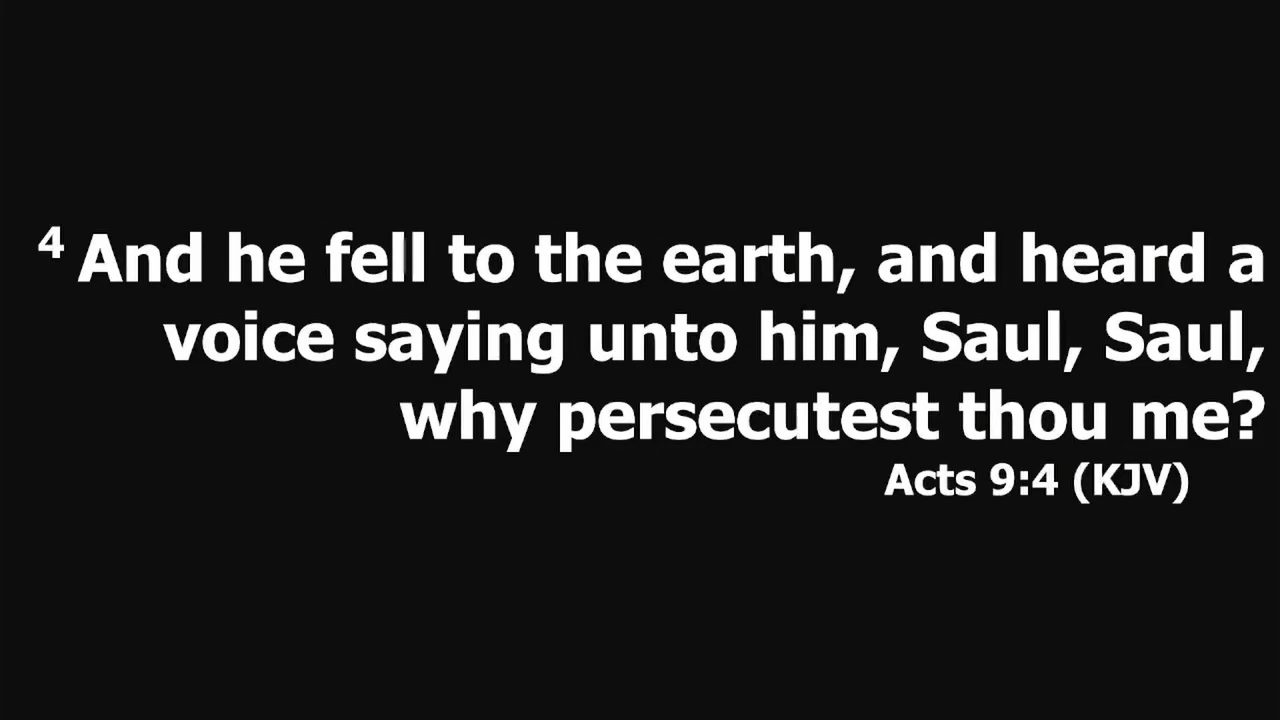 4 And he fell to the earth, and heard a
voice saying unto him, Saul, Saul,
why persecutest thou me?
Acts 9:4 (KJV)